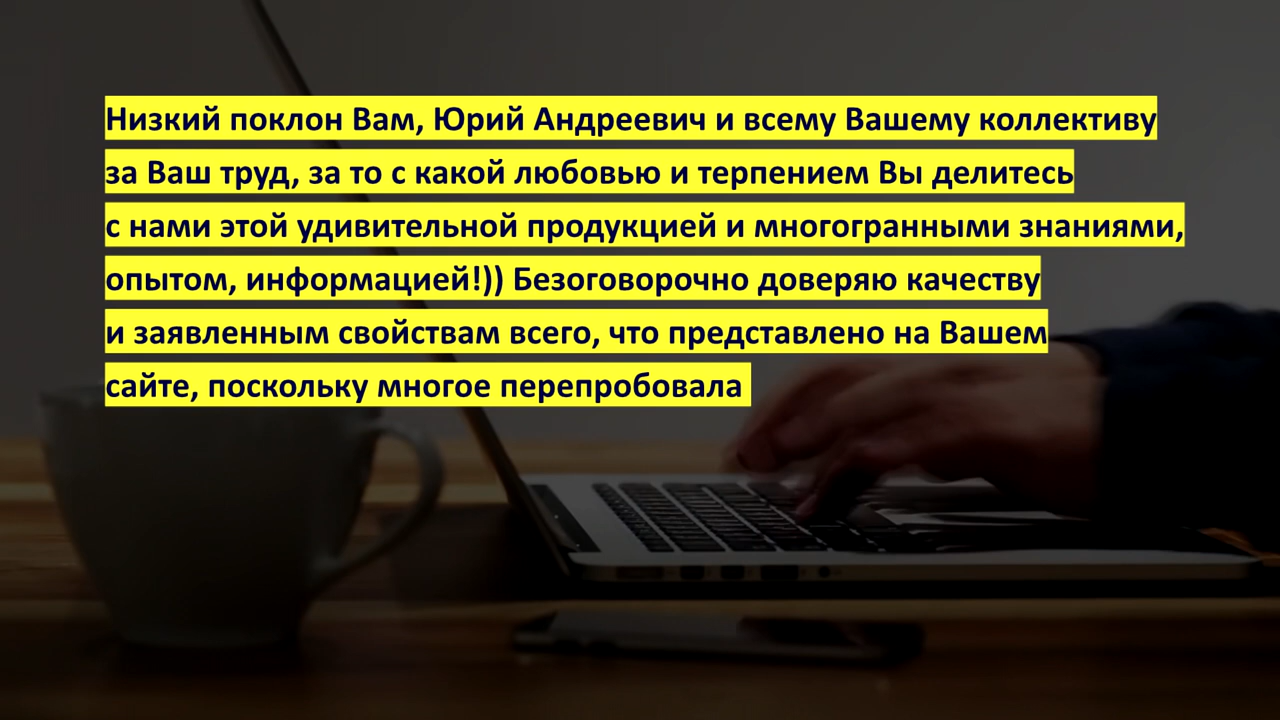 Низкий поклон Вам, Юрий Андреевич и всему Вашему коллективу
за Ваш труд, за то с какой любовью и терпением Вы делитесь
с нами этой удивительной продукцией и многогранными знаниями,
опытом, информацией!)) Безоговорочно доверяю качеству
и заявленным свойствам всего, что представлено на Вашем
сайте, поскольку многое перепробовала